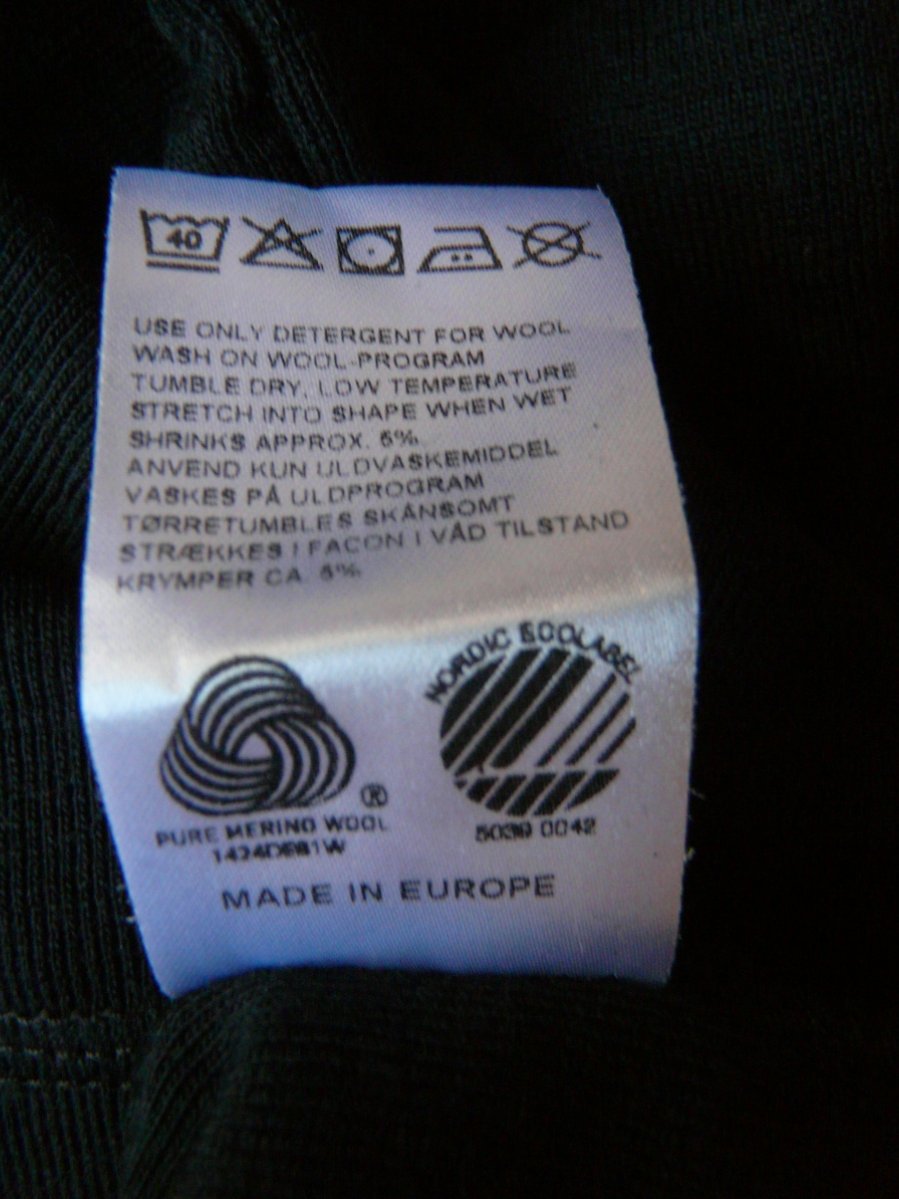 40
USE ONLY DETERGENT FOR WOOL
WASH ON WOOL-PROGRAM
TUMBLE DRY, LOW TEMPERATURE
STRETCH INTO SHAPE WHEN WET
SHRINKS APPROX. 5%.
ANVEND KUN ULDVASKEMIDDEL
VASKES PÅ ULDPROGRAM
TØRRETUMBLES SKÅNSOMT
STRÆKKES I FACON I VÅD TILSTAND
KRYMPER CA. 5%.
NORDIC ECOLABEL
®
PURE MERINO WOOL
5039 0042
MADE IN EUROPE